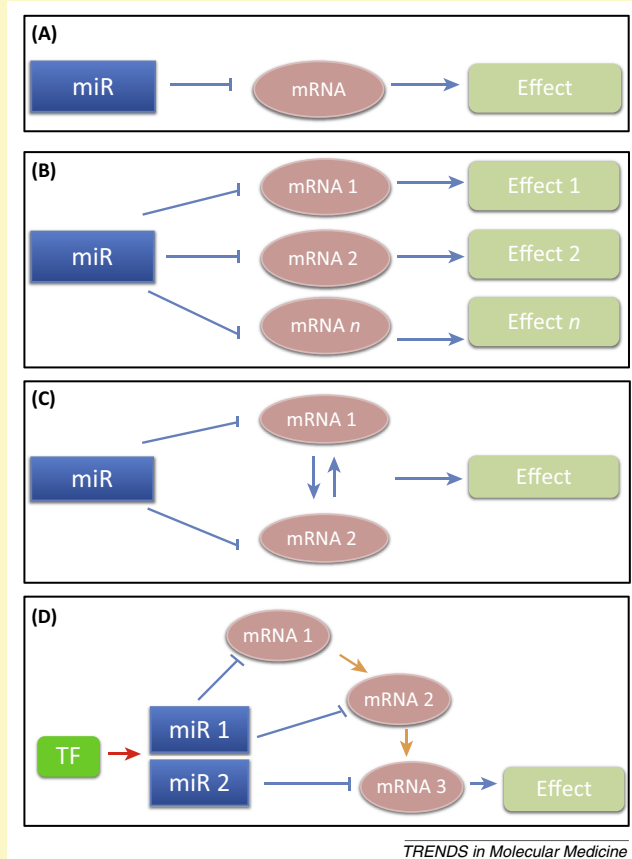 (A)
miR
mRNA
Effect
(B)
miR
mRNA 1
Effect 1
mRNA 2
Effect 2
mRNA n
Effect n
(C)
miR
mRNA 1
mRNA 2
Effect
(D)
TF
miR 1
miR 2
mRNA 1
mRNA 2
mRNA 3
Effect
TRENDS in Molecular Medicine